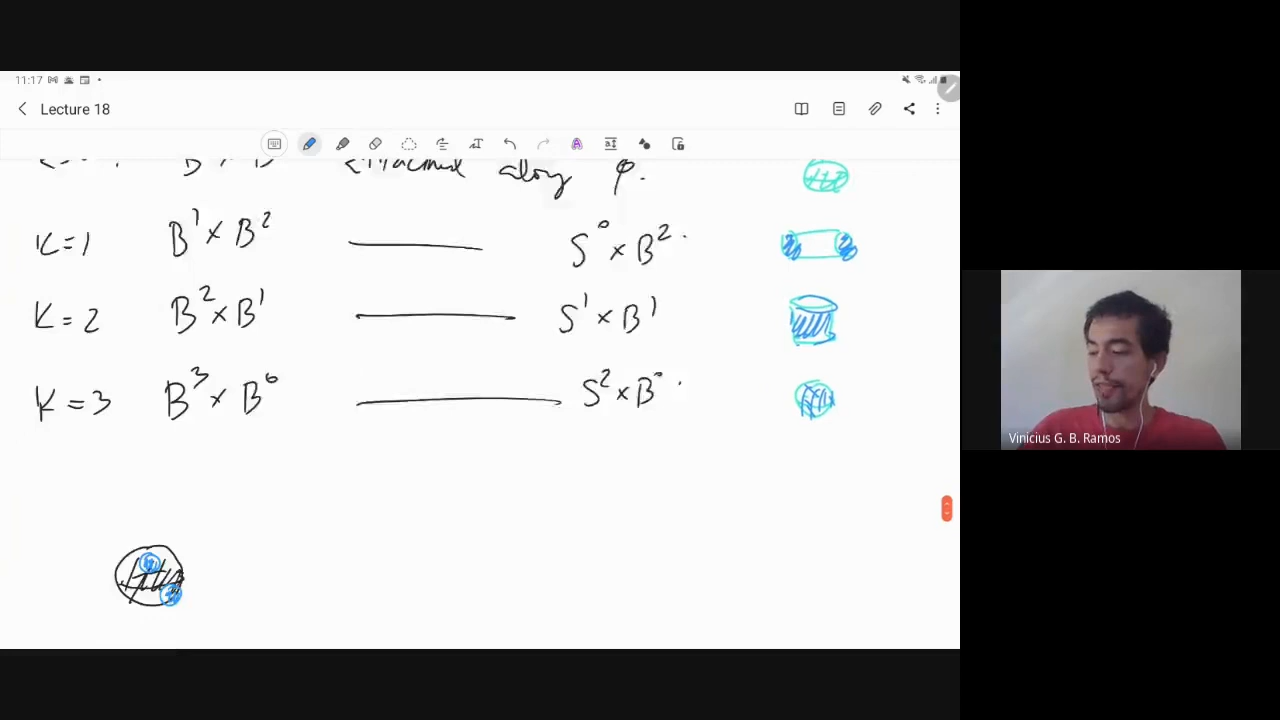 11:17
Lecture 18
attached along φ.
K=1 B¹ × B² S⁰ × B².
K=2 B² × B¹ S¹ × B¹
K=3 B³ × B⁰ S² × B⁰.
Vinicius G. B. Ramos